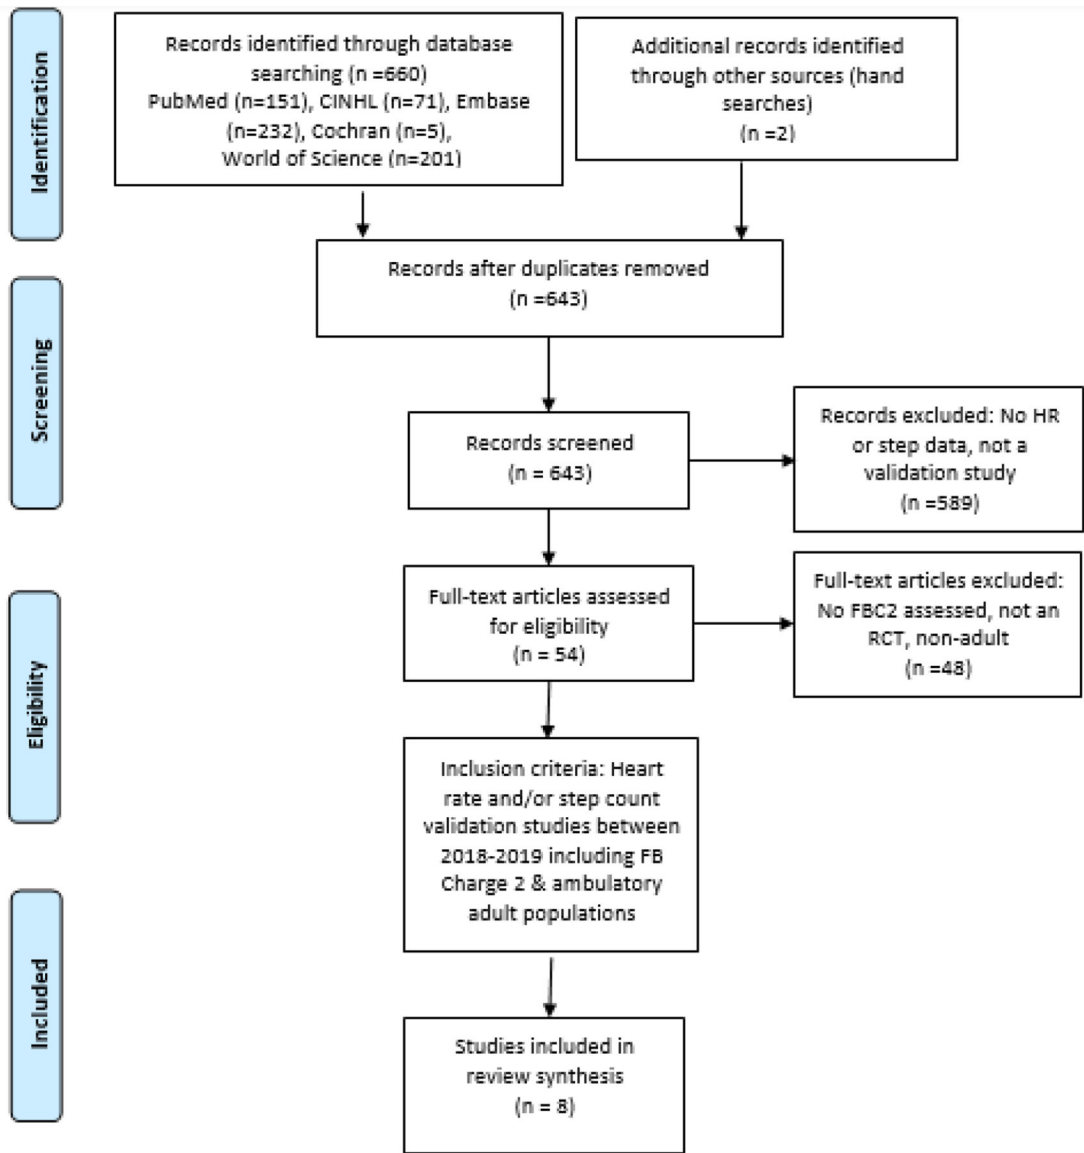 Identification
Records identified through database
searching (n =660)
PubMed (n=151), CINHL (n=71), Embase
(n=232), Cochran (n=5),
World of Science (n=201)
Additional records identified
through other sources (hand
searches)
(n =2)
Records after duplicates removed
(n =643)
Screening
Records screened
(n = 643)
Records excluded: No HR
or step data, not a
validation study
(n =589)
Eligibility
Full-text articles assessed
for eligibility
(n = 54)
Full-text articles excluded:
No FBC2 assessed, not an
RCT, non-adult
(n =48)
Inclusion criteria: Heart
rate and/or step count
validation studies between
2018-2019 including FB
Charge 2 & ambulatory
adult populations
Included
Studies included in
review synthesis
(n = 8)